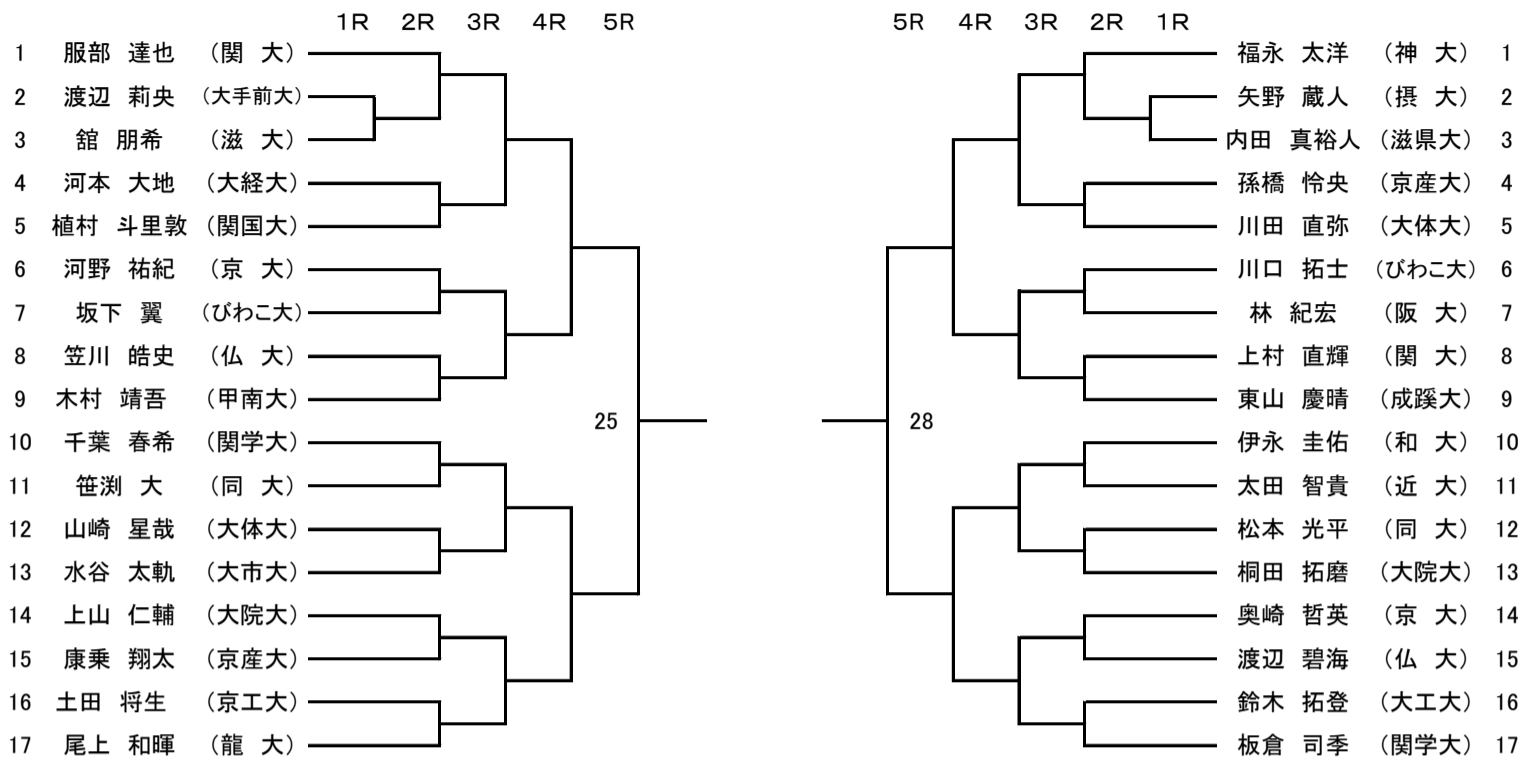 1R 2R 3R 4R 5R 5R 4R 3R 2R 1R
1 服部 達也 (関 大) 福永 太洋 (神 大) 1
2 渡辺 莉央 (大手前大) 矢野 蔵人 (摂 大) 2
3 舘 朋希 (滋 大) 内田 真裕人 (滋県大) 3
4 河本 大地 (大経大) 孫橋 怜央 (京産大) 4
5 植村 斗里敦 (関国大) 川田 直弥 (大体大) 5
6 河野 祐紀 (京 大) 川口 拓士 (びわこ大) 6
7 坂下 翼 (びわこ大) 林 紀宏 (阪 大) 7
8 笠川 皓史 (仏 大) 上村 直輝 (関 大) 8
9 木村 靖吾 (甲南大) 東山 慶晴 (成蹊大) 9
25 28
10 千葉 春希 (関学大) 伊永 圭佑 (和 大) 10
11 笹渕 大 (同 大) 太田 智貴 (近 大) 11
12 山崎 星哉 (大体大) 松本 光平 (同 大) 12
13 水谷 太軌 (大市大) 桐田 拓磨 (大院大) 13
14 上山 仁輔 (大院大) 奥崎 哲英 (京 大) 14
15 康乗 翔太 (京産大) 渡辺 碧海 (仏 大) 15
16 土田 将生 (京工大) 鈴木 拓登 (大工大) 16
17 尾上 和暉 (龍 大) 板倉 司季 (関学大) 17